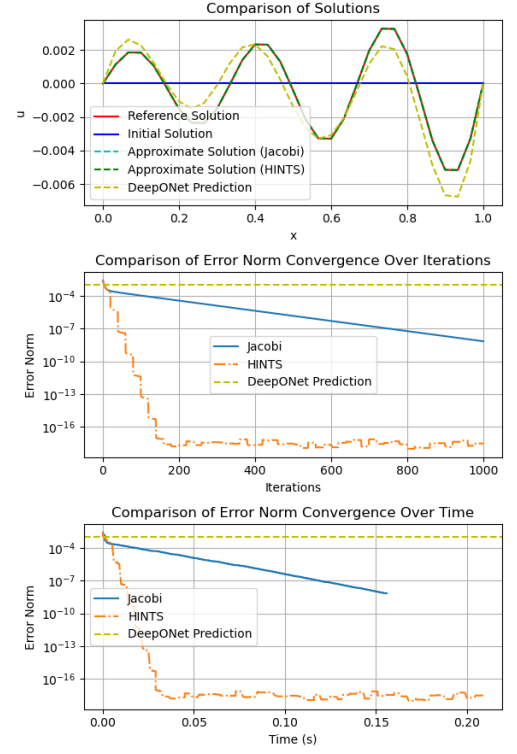 Comparison of Solutions
0.002
0.000
−0.002
−0.004
−0.006
u
Reference Solution
Initial Solution
Approximate Solution (Jacobi)
Approximate Solution (HINTS)
DeepONet Prediction
0.0 0.2 0.4 0.6 0.8 1.0
x
Comparison of Error Norm Convergence Over Iterations
10⁻⁴
10⁻⁷
10⁻¹⁰
10⁻¹³
10⁻¹⁶
Error Norm
Jacobi
HINTS
DeepONet Prediction
0 200 400 600 800 1000
Iterations
Comparison of Error Norm Convergence Over Time
10⁻⁴
10⁻⁷
10⁻¹⁰
10⁻¹³
10⁻¹⁶
Error Norm
Jacobi
HINTS
DeepONet Prediction
0.00 0.05 0.10 0.15 0.20
Time (s)